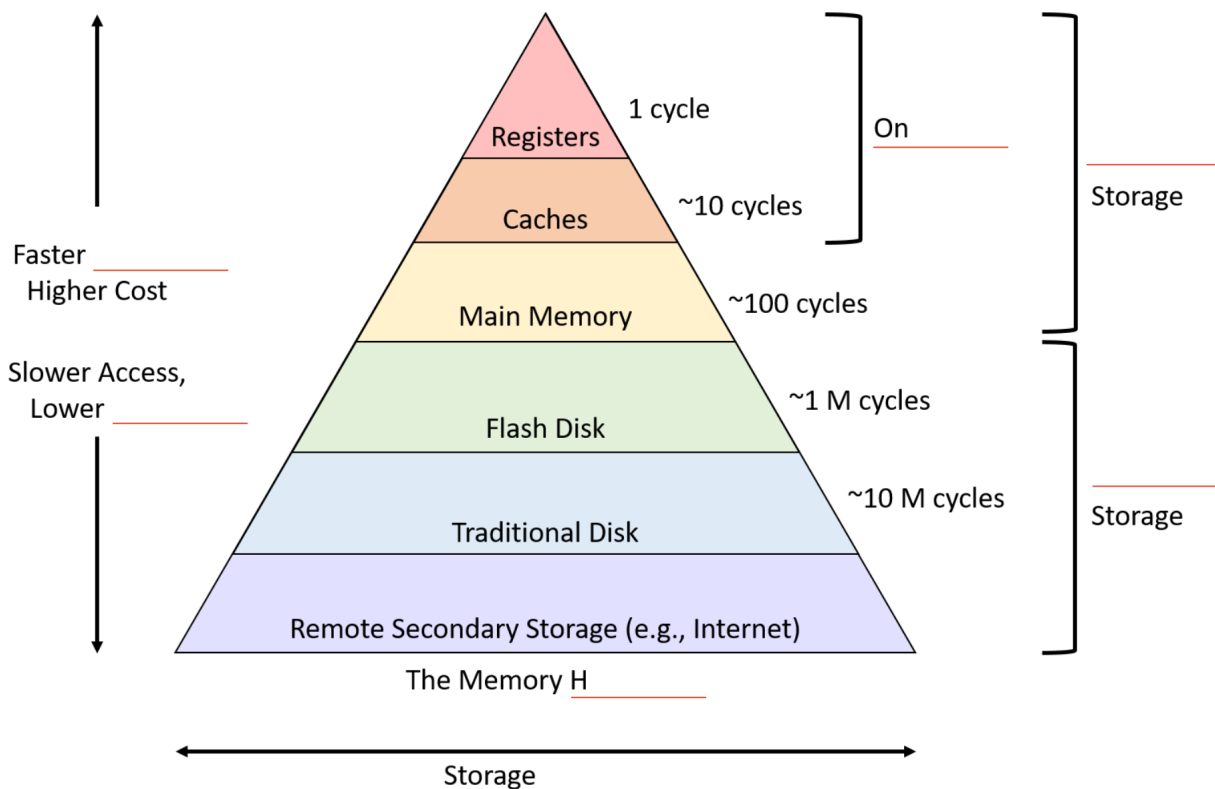 1 cycle
On
Registers
Storage
~10 cycles
Caches
Faster
Higher Cost
~100 cycles
Main Memory
Slower Access,
Lower
~1 M cycles
Flash Disk
~10 M cycles
Storage
Traditional Disk
Remote Secondary Storage (e.g., Internet)
The Memory H
Storage